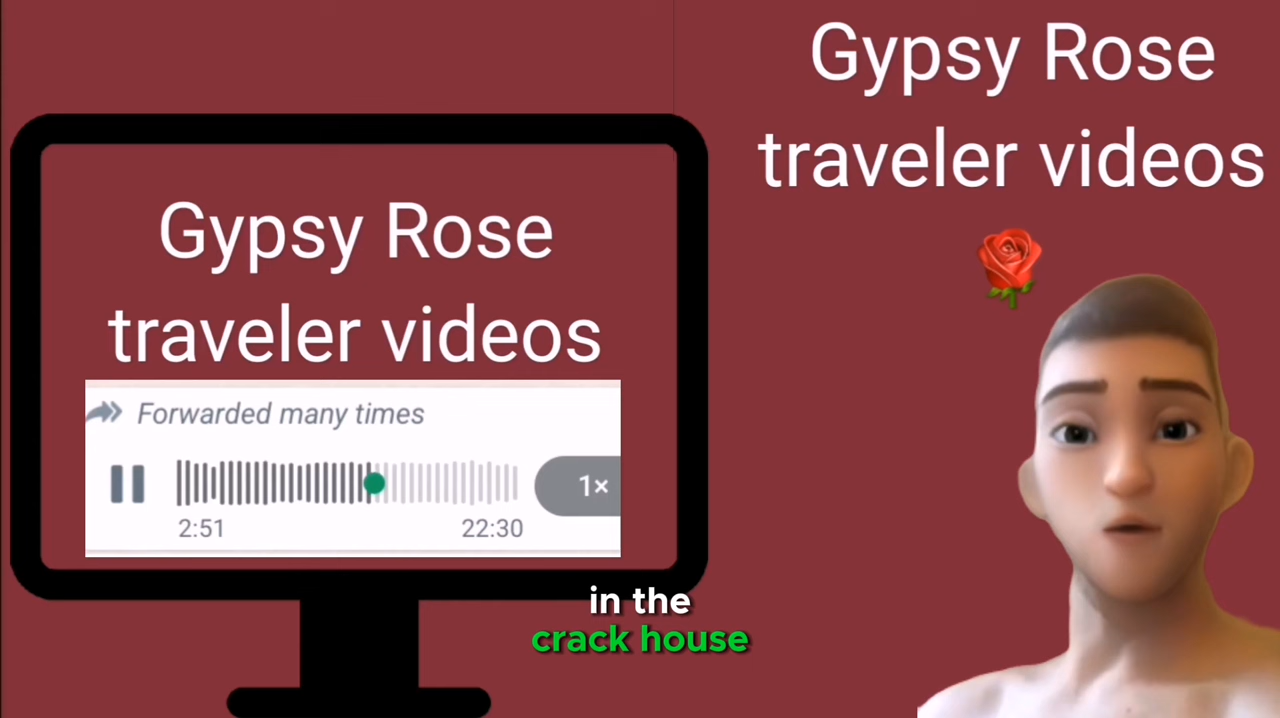 Gypsy Rose
traveler videos
Gypsy Rose
traveler videos
Forwarded many times
1×
2:51
22:30
in the
crack house